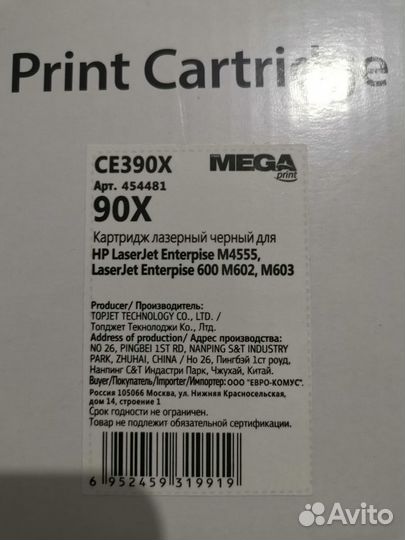 Print Cartridge
CE390X
MEGA
print
Арт. 454481
90X
Картридж лазерный черный для
HP LaserJet Enterpise M4555,
LaserJet Enterpise 600 M602, M603
Producer/ Производитель:
TOPJET TECHNOLOGY CO., LTD. /
Топджет Текнолоджи Ко., Лтд.
Address of production/ Адрес производства:
NO 26, PINGBEI 1ST RD, NANPING S&T INDUSTRY
PARK, ZHUHAI, CHINA / Но 26, Пингбэй 1ст роуд,
Нанпинг С&Т Индастри Парк, Чжухай, Китай.
Buyer/Покупатель/Importer/Импортер: ООО "ЕВРО-КОМУС".
Россия 105066 Москва, ул. Нижняя Красносельская,
дом 14, строение 1
Срок годности не ограничен.
Товар не подлежит обязательной сертификации.
6 952459 319919
Avito